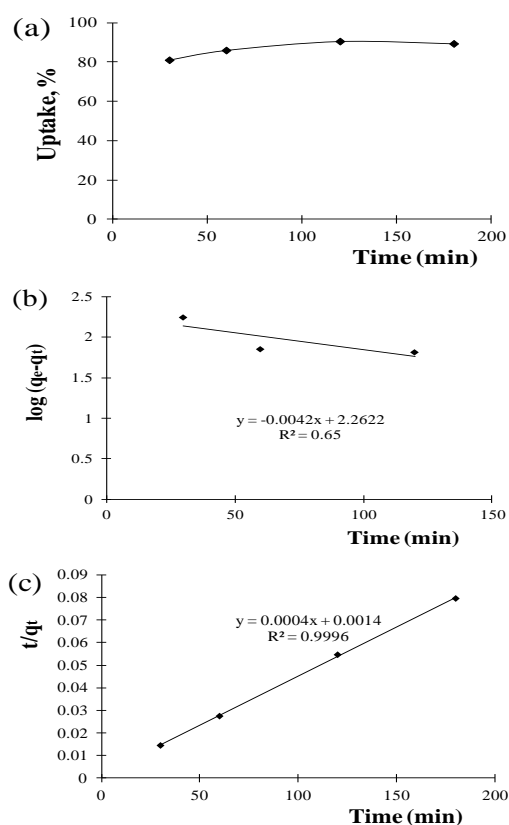 (a)
Uptake, %
100
80
60
40
20
0
0 50 100 150 200
Time (min)
(b)
log (qe-qt)
2.5
2
1.5
1
0.5
0
y = -0.0042x + 2.2622
R² = 0.65
0 50 100 150
Time (min)
(c)
t/qt
0.09
0.08
0.07
0.06
0.05
0.04
0.03
0.02
0.01
0
y = 0.0004x + 0.0014
R² = 0.9996
0 50 100 150 200
Time (min)